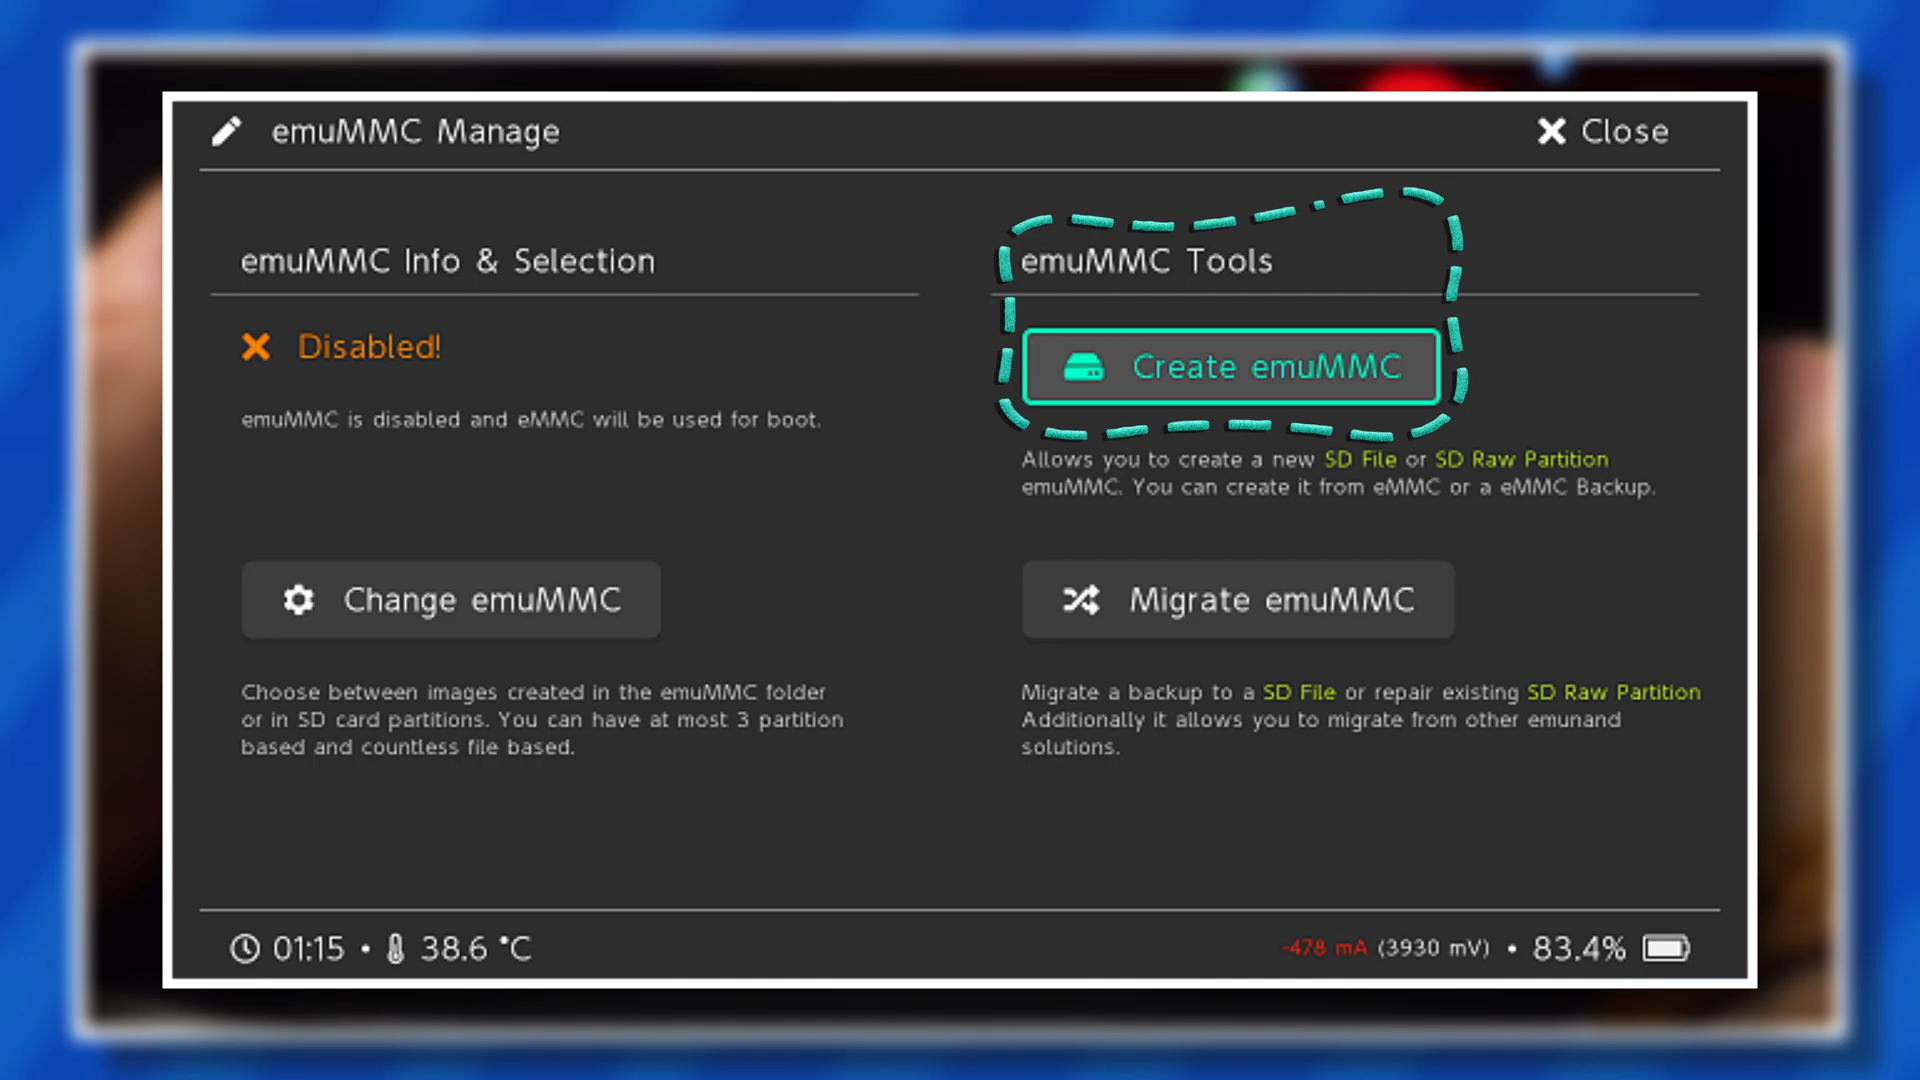 emuMMC Manage
Close
emuMMC Info & Selection
Disabled!
emuMMC is disabled and eMMC will be used for boot.
Change emuMMC
Choose between images created in the emuMMC folder
or in SD card partitions. You can have at most 3 partition
based and countless file based.
emuMMC Tools
Create emuMMC
Allows you to create a new SD File or SD Raw Partition
emuMMC. You can create it from eMMC or a eMMC Backup.
Migrate emuMMC
Migrate a backup to a SD File or repair existing SD Raw Partition
Additionally it allows you to migrate from other emunand
solutions.
01:15 • 38.6 °C
-478 mA (3930 mV) • 83.4%